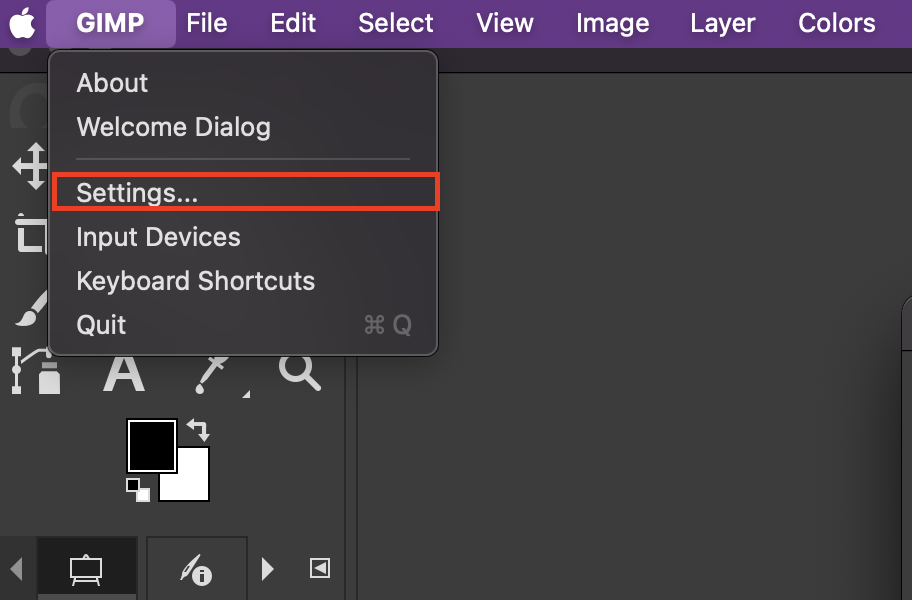 GIMP File Edit Select View Image Layer Colors
About
Welcome Dialog
Settings...
Input Devices
Keyboard Shortcuts
Quit ⌘ Q